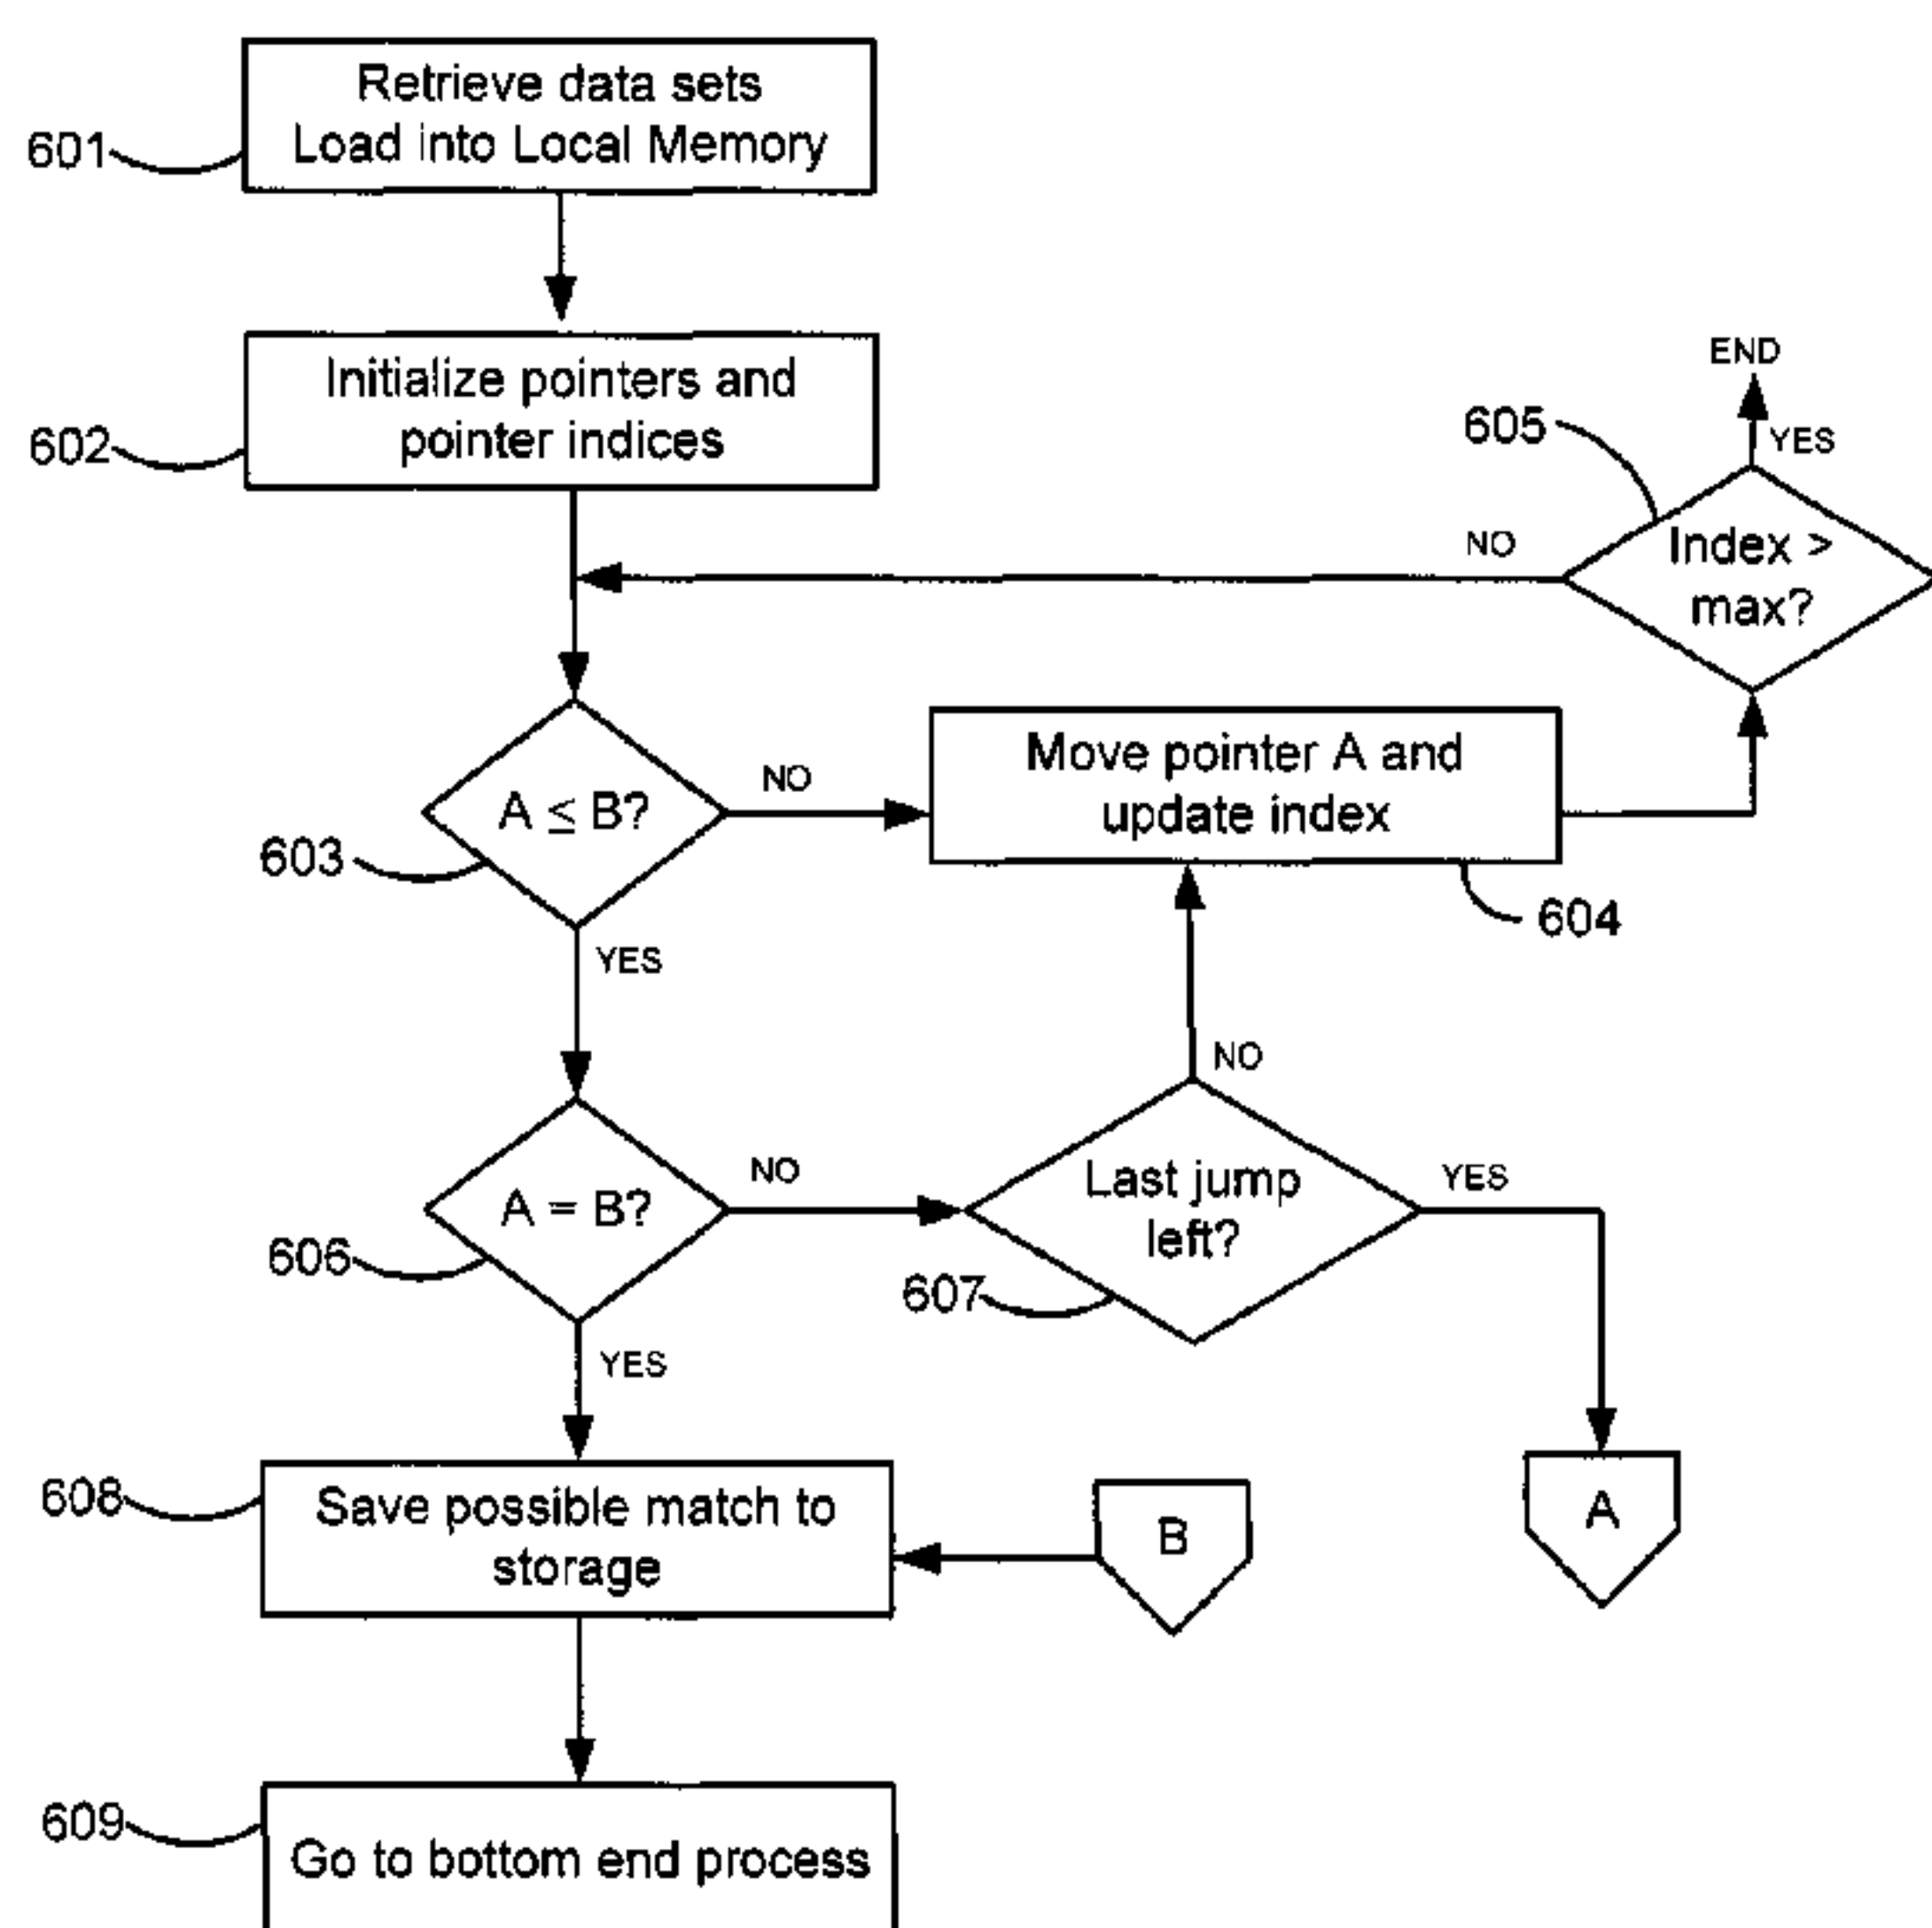 Retrieve data sets
Load into Local Memory
601
Initialize pointers and
pointer indices
602
END
YES
605
NO
Index >
max?
A ≤ B?
603
NO
Move pointer A and
update index
604
YES
A = B?
606
NO
Last jump
left?
607
NO
YES
YES
608
Save possible match to
storage
B
A
609
Go to bottom end process